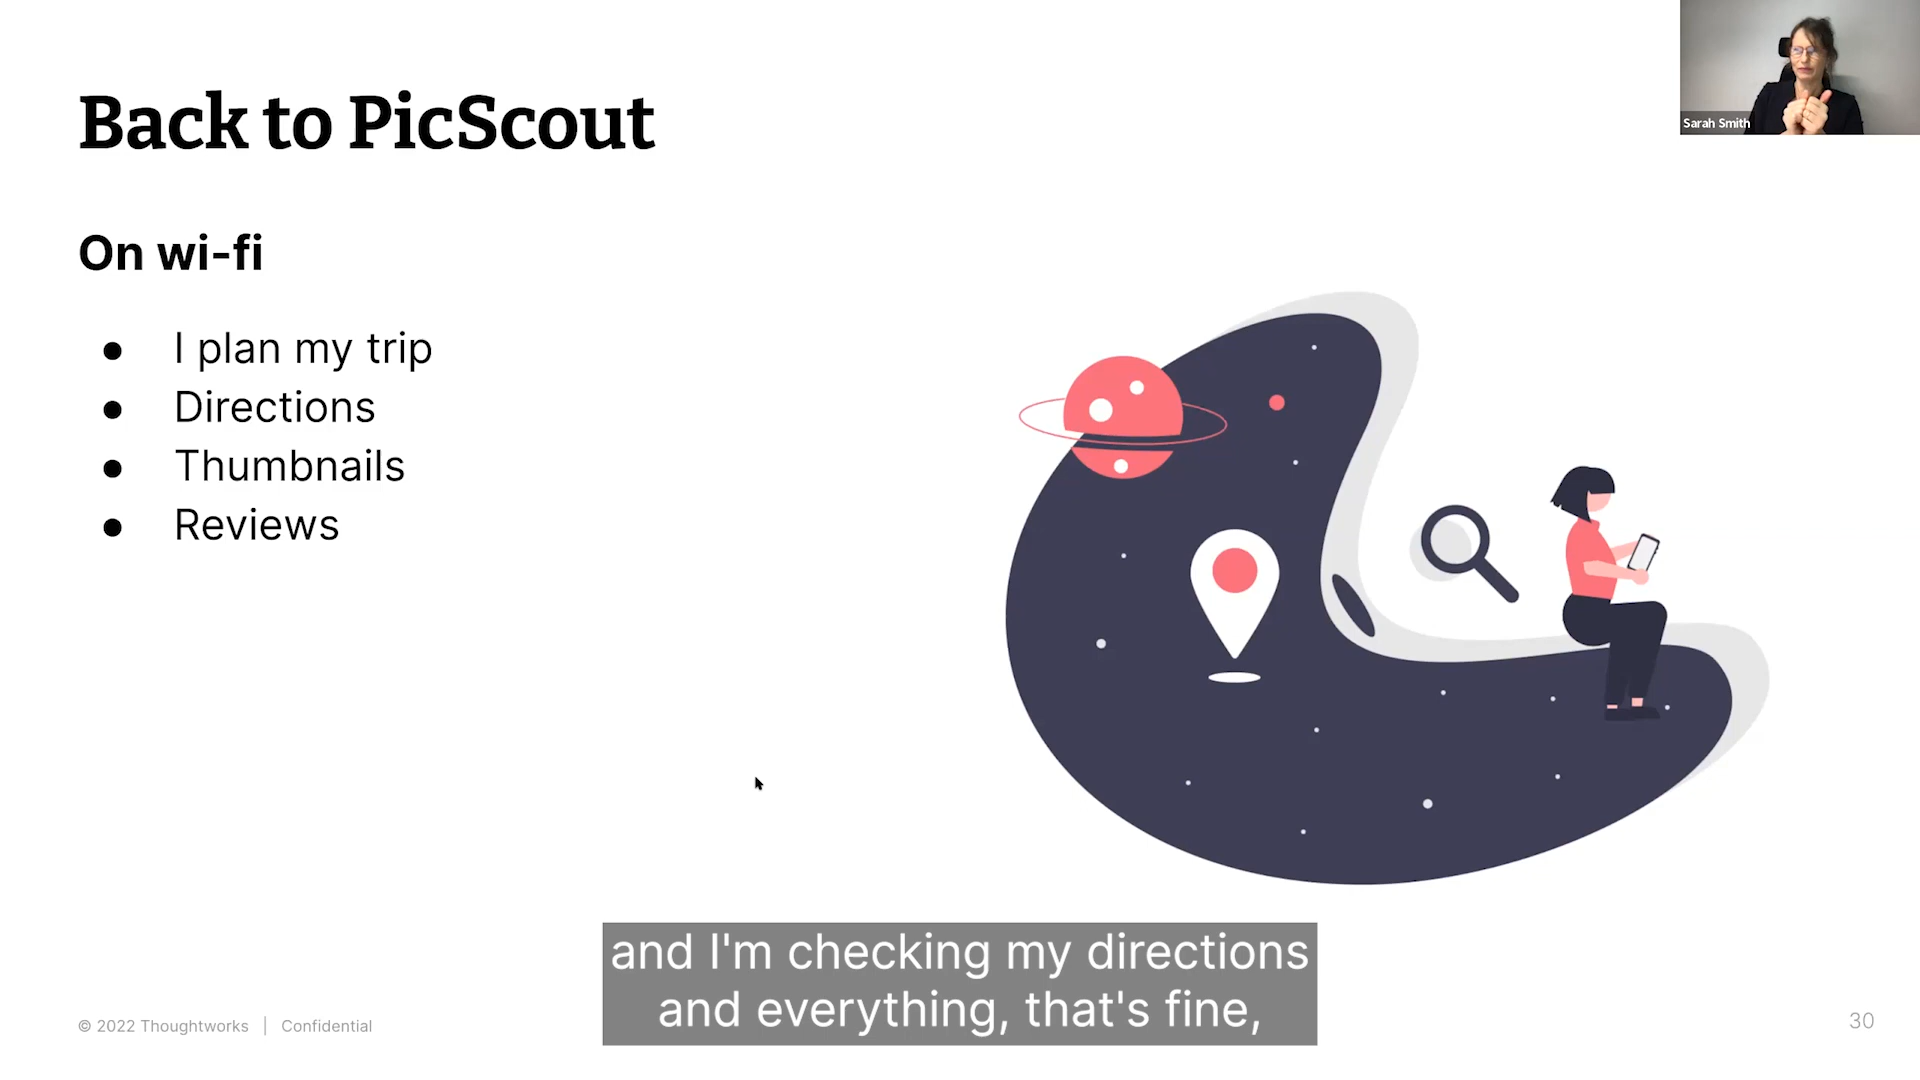 Back to PicScout
Sarah Smith
On wi-fi
● I plan my trip
● Directions
● Thumbnails
● Reviews
and I'm checking my directions
and everything, that's fine,
© 2022 Thoughtworks | Confidential
30